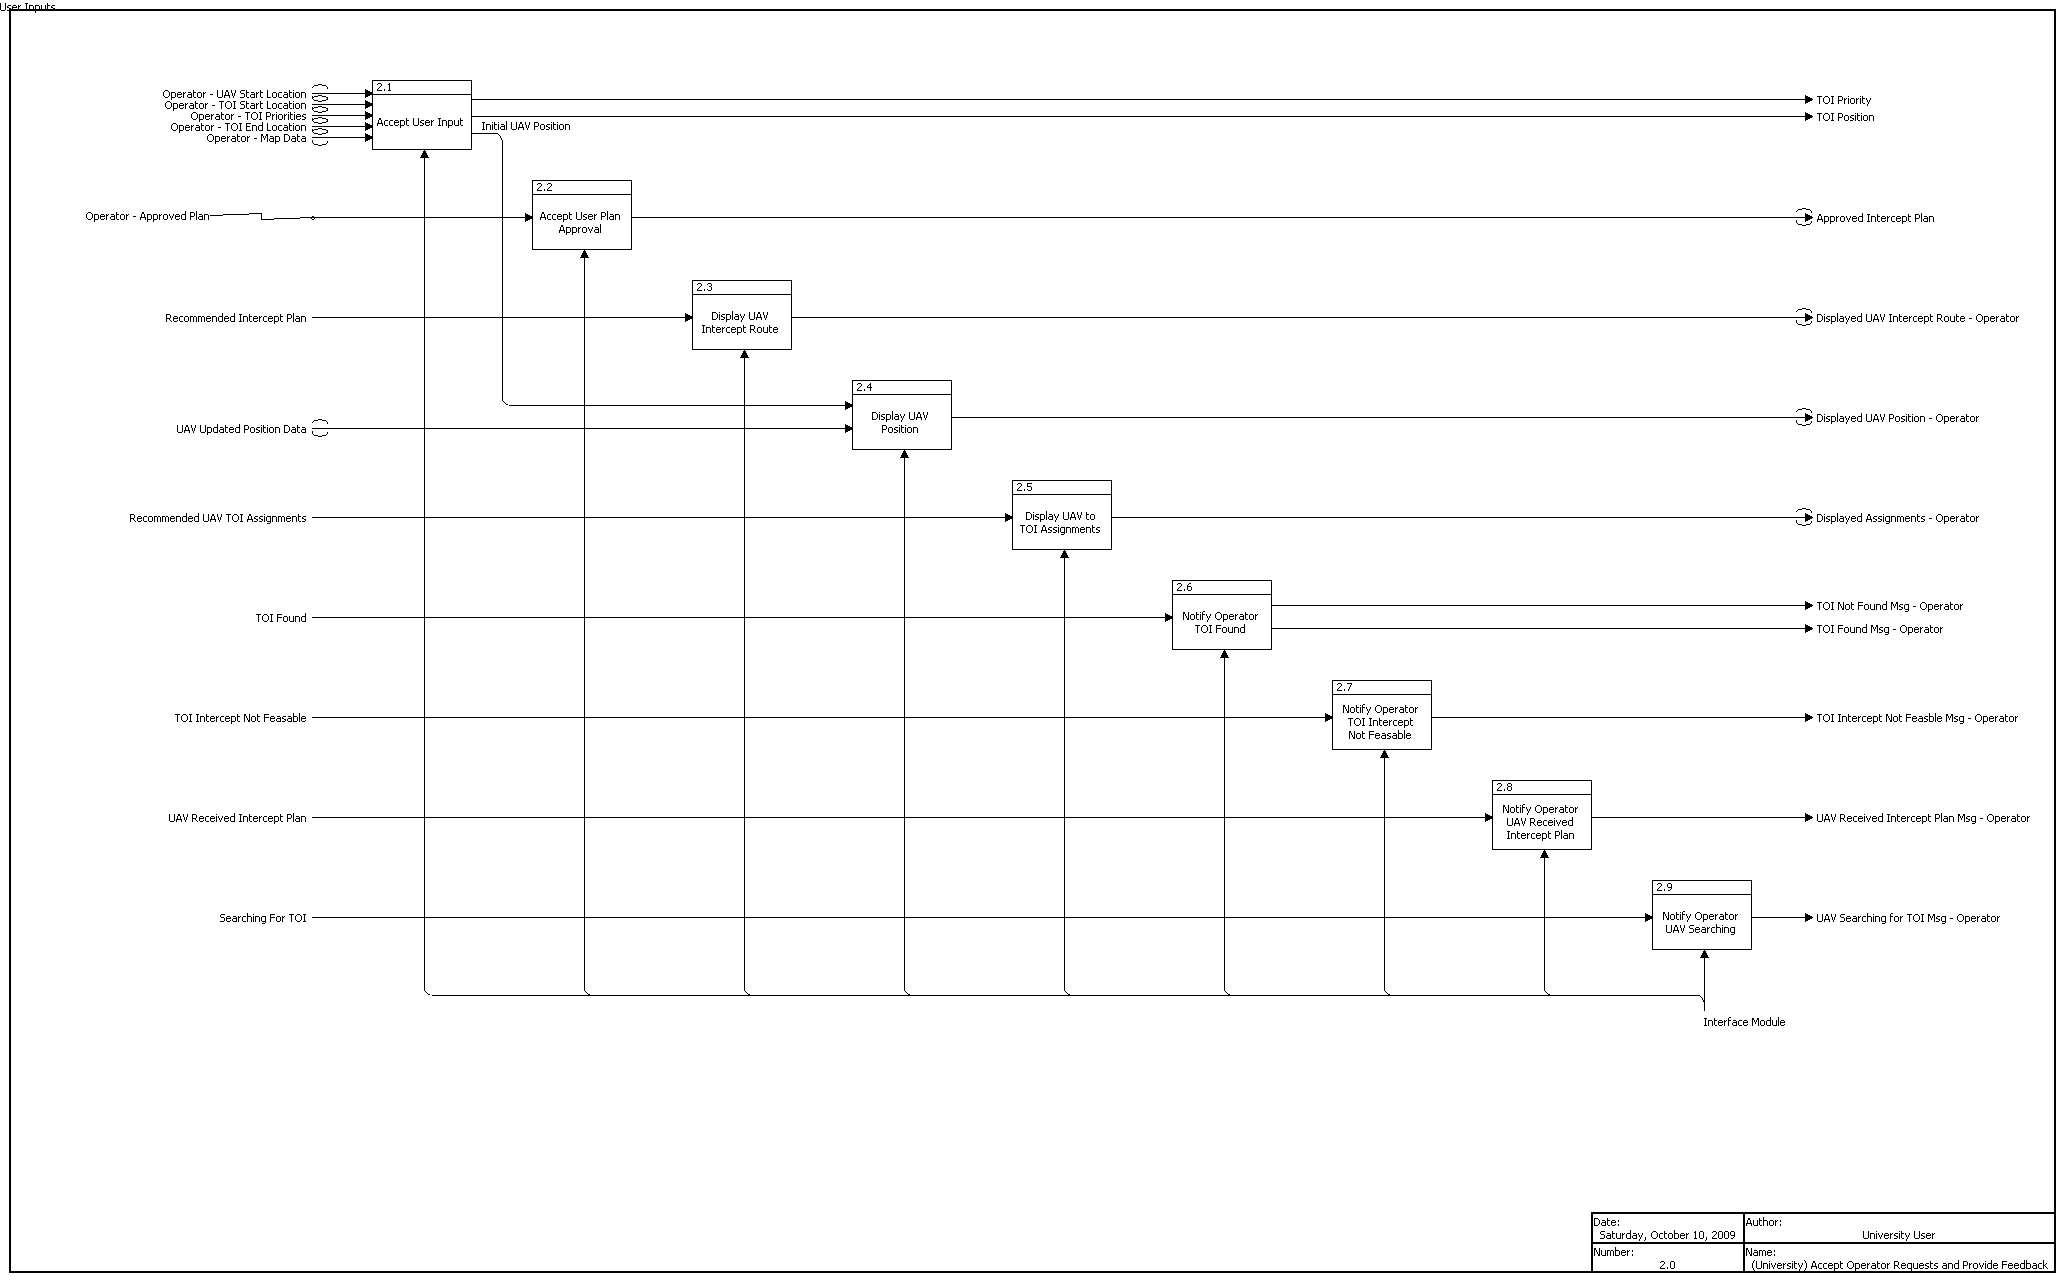 User Inputs
Operator - UAV Start Location
Operator - TOI Start Location
Operator - TOI Priorities
Operator - TOI End Location
Operator - Map Data
2.1
Accept User Input
Initial UAV Position
TOI Priority
TOI Position
Operator - Approved Plan
2.2
Accept User Plan
Approval
Approved Intercept Plan
Recommended Intercept Plan
2.3
Display UAV
Intercept Route
Displayed UAV Intercept Route - Operator
UAV Updated Position Data
2.4
Display UAV
Position
Displayed UAV Position - Operator
Recommended UAV TOI Assignments
2.5
Display UAV to
TOI Assignments
Displayed Assignments - Operator
TOI Found
2.6
Notify Operator
TOI Found
TOI Not Found Msg - Operator
TOI Found Msg - Operator
TOI Intercept Not Feasable
2.7
Notify Operator
TOI Intercept
Not Feasable
TOI Intercept Not Feasble Msg - Operator
UAV Received Intercept Plan
2.8
Notify Operator
UAV Received
Intercept Plan
UAV Received Intercept Plan Msg - Operator
Searching For TOI
2.9
Notify Operator
UAV Searching
UAV Searching for TOI Msg - Operator
Interface Module
Date:
Saturday, October 10, 2009
Author:
University User
Number:
2.0
Name:
(University) Accept Operator Requests and Provide Feedback